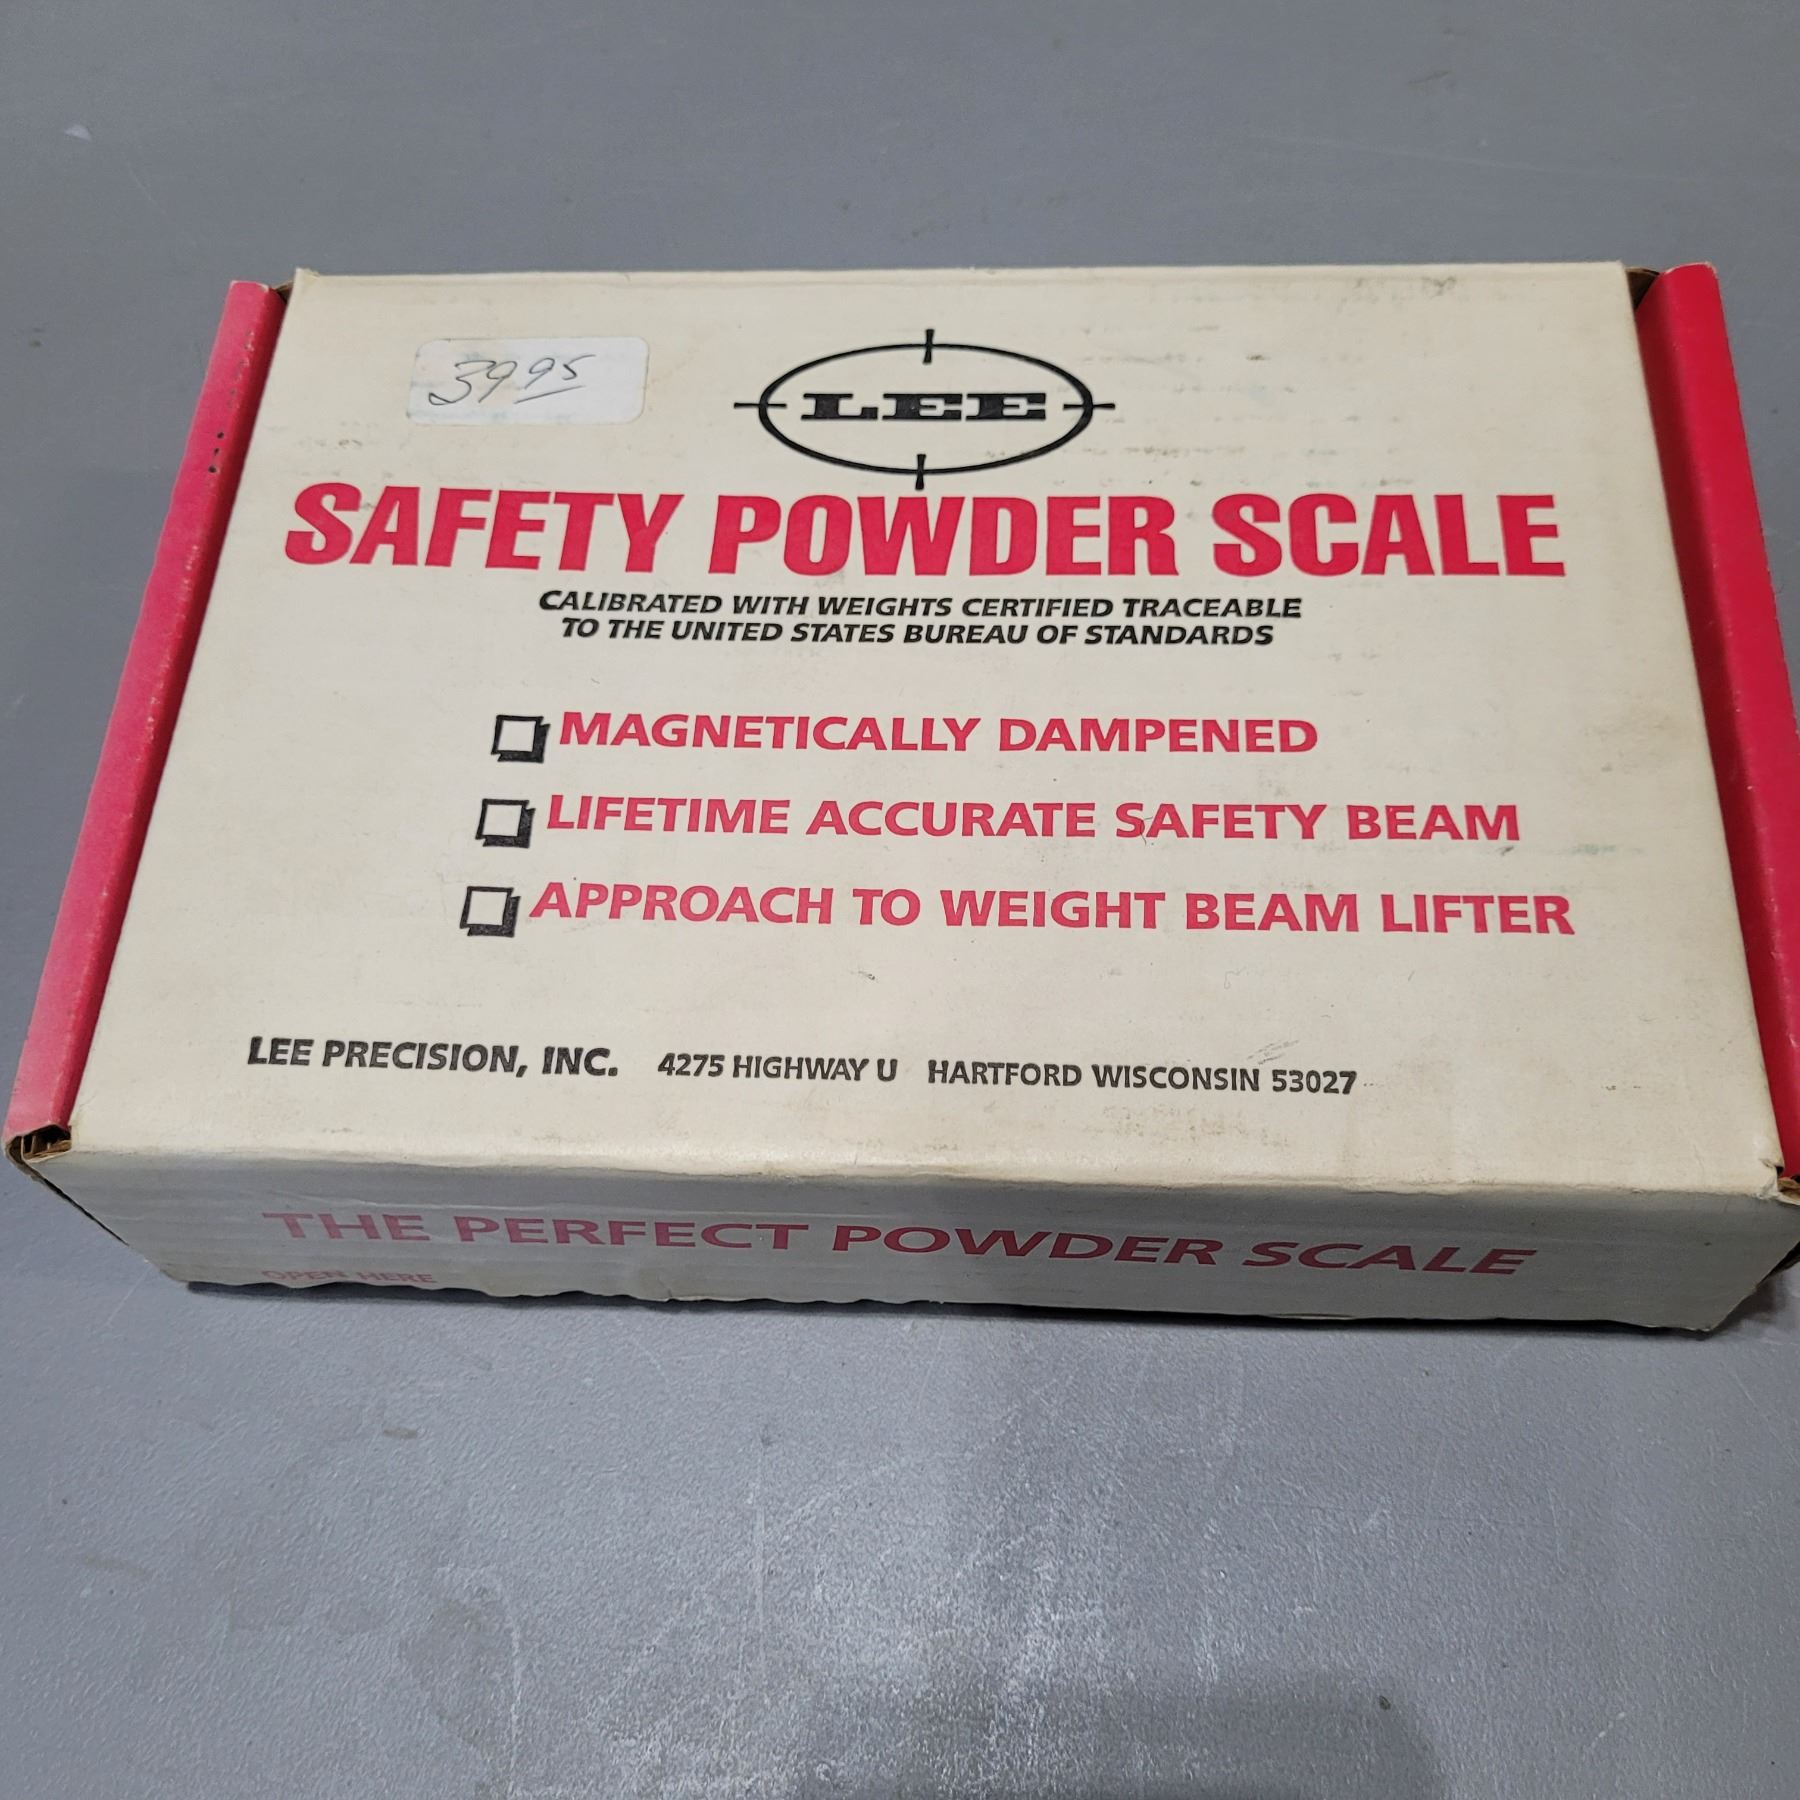 3995
LEE
SAFETY POWDER SCALE
CALIBRATED WITH WEIGHTS CERTIFIED TRACEABLE
TO THE UNITED STATES BUREAU OF STANDARDS
MAGNETICALLY DAMPENED
LIFETIME ACCURATE SAFETY BEAM
APPROACH TO WEIGHT BEAM LIFTER
LEE PRECISION, INC. 4275 HIGHWAY U HARTFORD WISCONSIN 53027
THE PERFECT POWDER SCALE
OPEN HERE